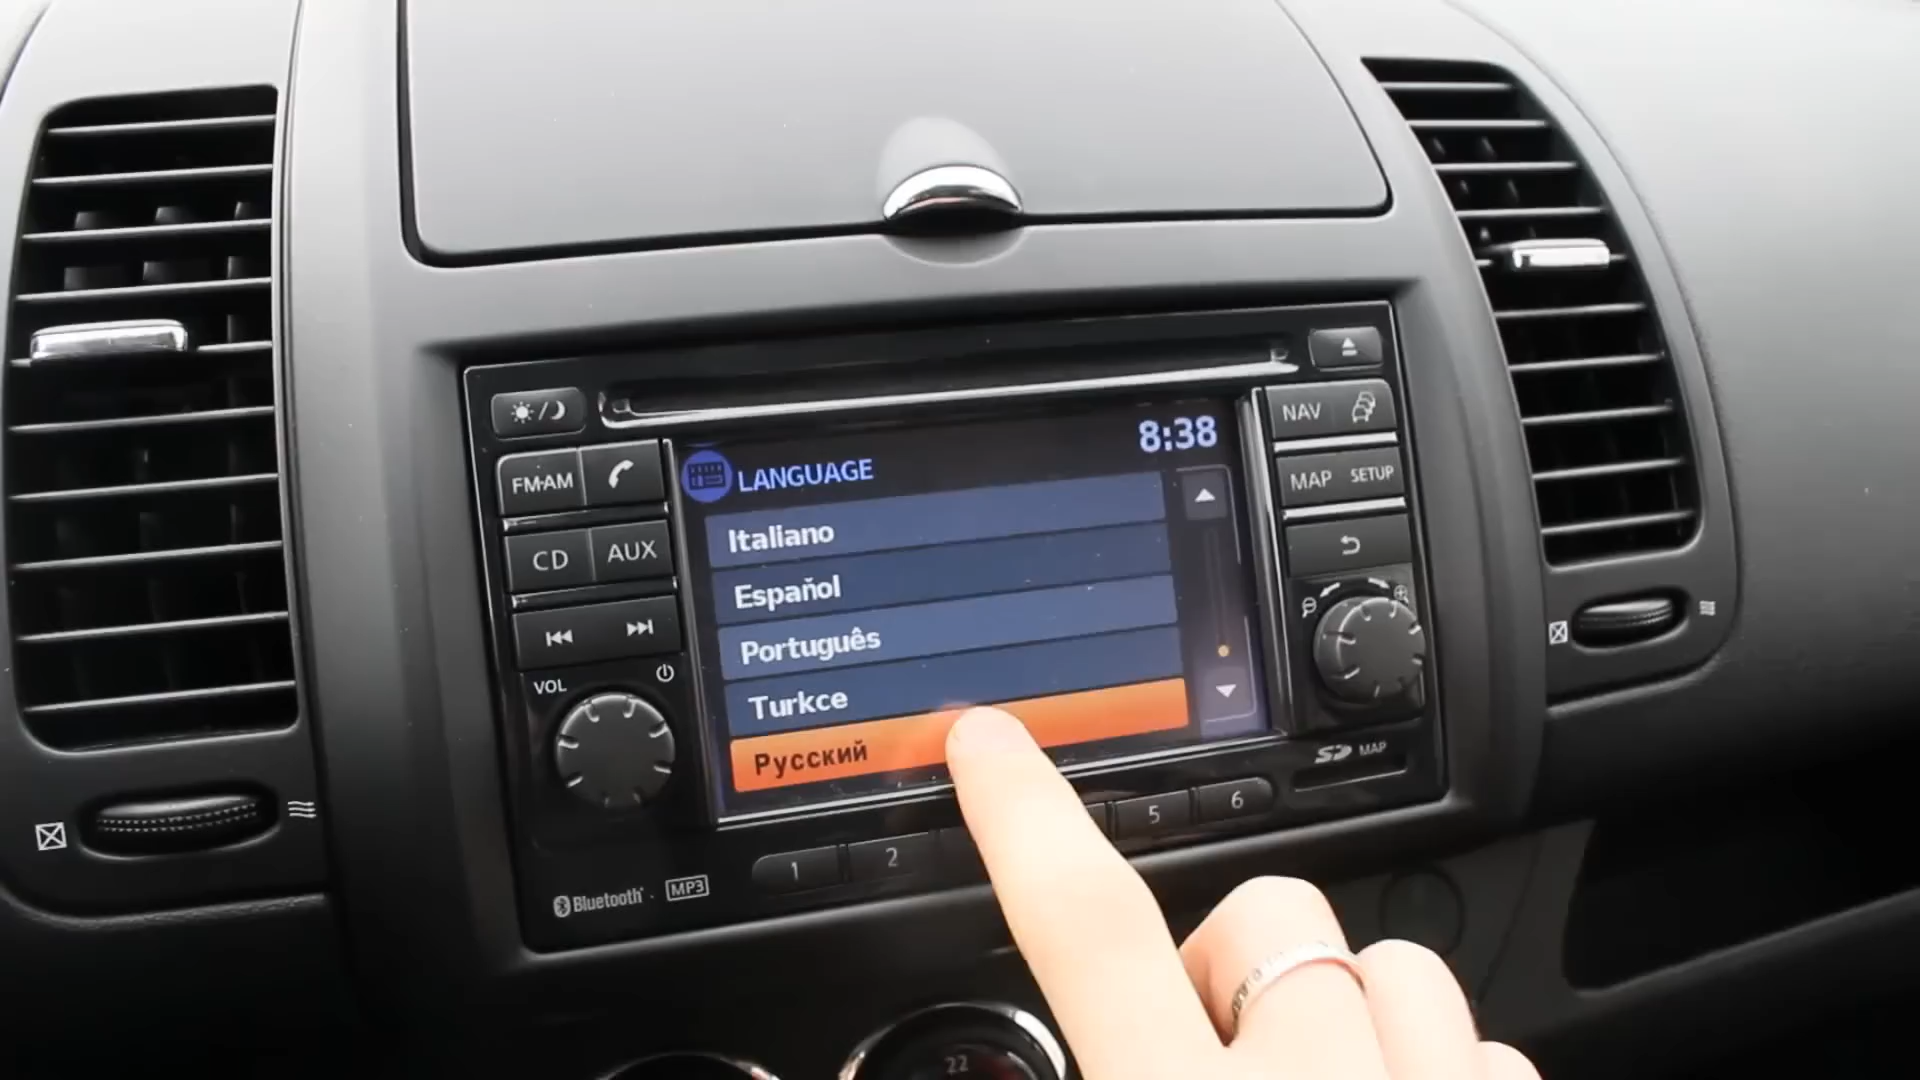 8:38
LANGUAGE
Italiano
Español
Português
Turkce
Русский
FM·AM
CD
AUX
VOL
NAV
MAP
SETUP
SD MAP
1
2
5
6
Bluetooth
MP3
22